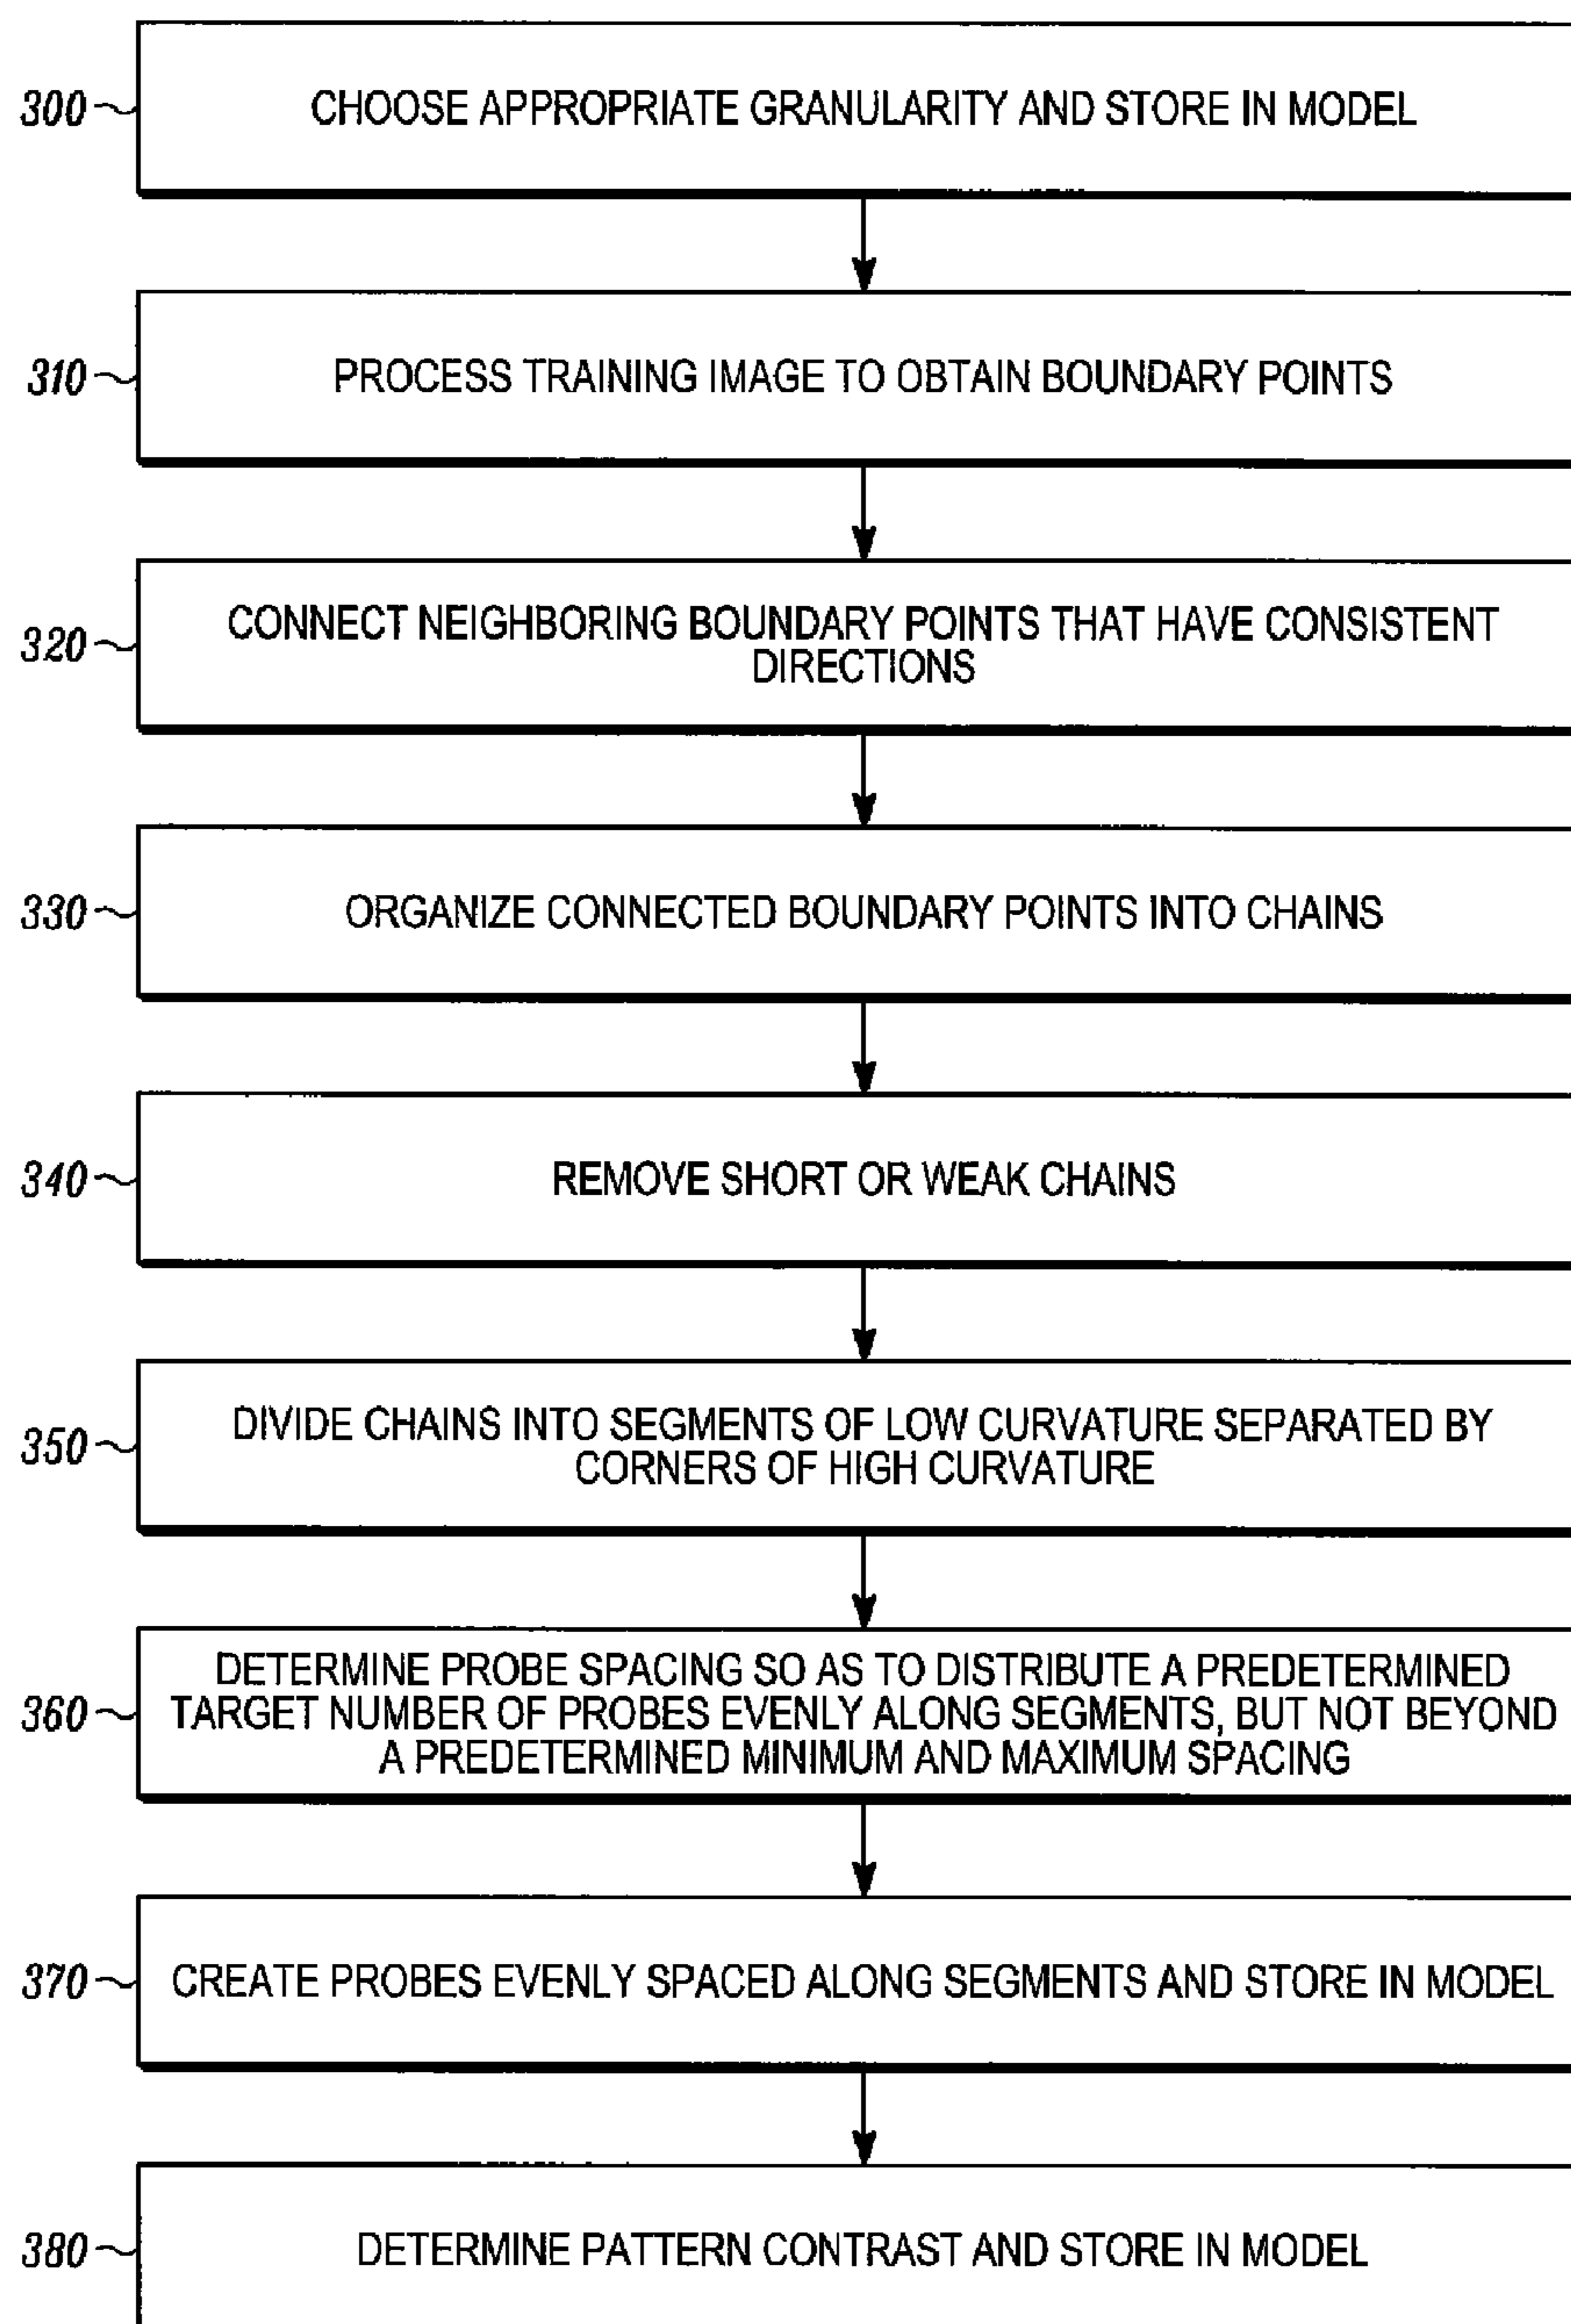 300 CHOOSE APPROPRIATE GRANULARITY AND STORE IN MODEL
310 PROCESS TRAINING IMAGE TO OBTAIN BOUNDARY POINTS
320 CONNECT NEIGHBORING BOUNDARY POINTS THAT HAVE CONSISTENT
DIRECTIONS
330 ORGANIZE CONNECTED BOUNDARY POINTS INTO CHAINS
340 REMOVE SHORT OR WEAK CHAINS
350 DIVIDE CHAINS INTO SEGMENTS OF LOW CURVATURE SEPARATED BY
CORNERS OF HIGH CURVATURE
360 DETERMINE PROBE SPACING SO AS TO DISTRIBUTE A PREDETERMINED
TARGET NUMBER OF PROBES EVENLY ALONG SEGMENTS, BUT NOT BEYOND
A PREDETERMINED MINIMUM AND MAXIMUM SPACING
370 CREATE PROBES EVENLY SPACED ALONG SEGMENTS AND STORE IN MODEL
380 DETERMINE PATTERN CONTRAST AND STORE IN MODEL